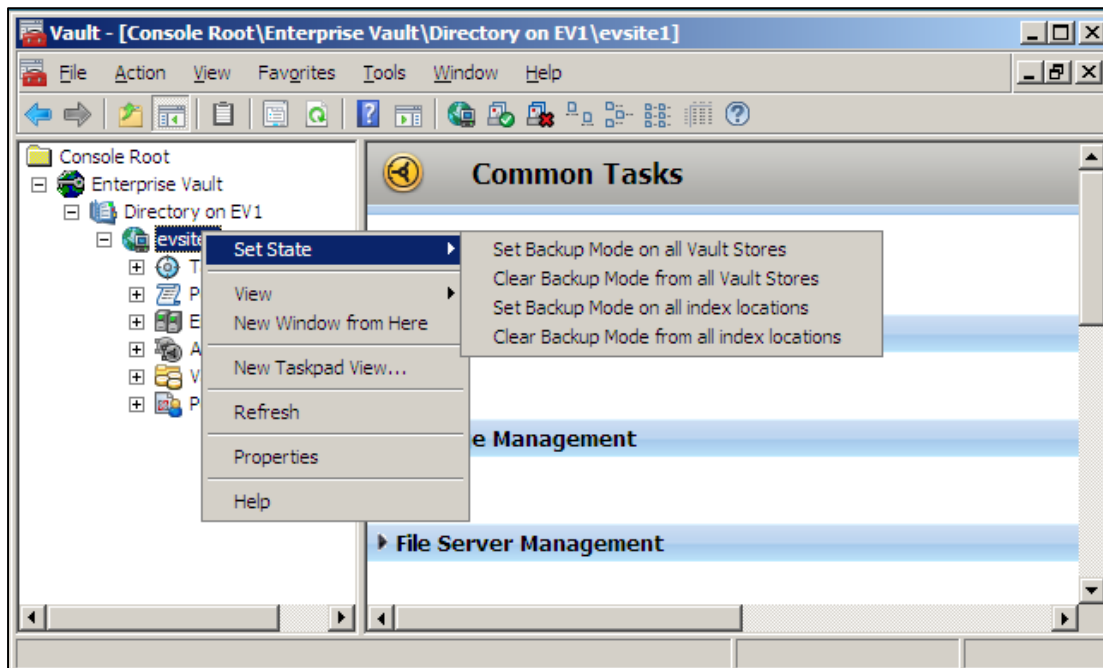 Vault - [Console Root\Enterprise Vault\Directory on EV1\evsite1]
File Action View Favorites Tools Window Help
Console Root
Enterprise Vault
Directory on EV1
evsite
T
P
E
A
V
P
Set State
View
New Window from Here
New Taskpad View...
Refresh
Properties
Help
Set Backup Mode on all Vault Stores
Clear Backup Mode from all Vault Stores
Set Backup Mode on all index locations
Clear Backup Mode from all index locations
Common Tasks
e Management
File Server Management